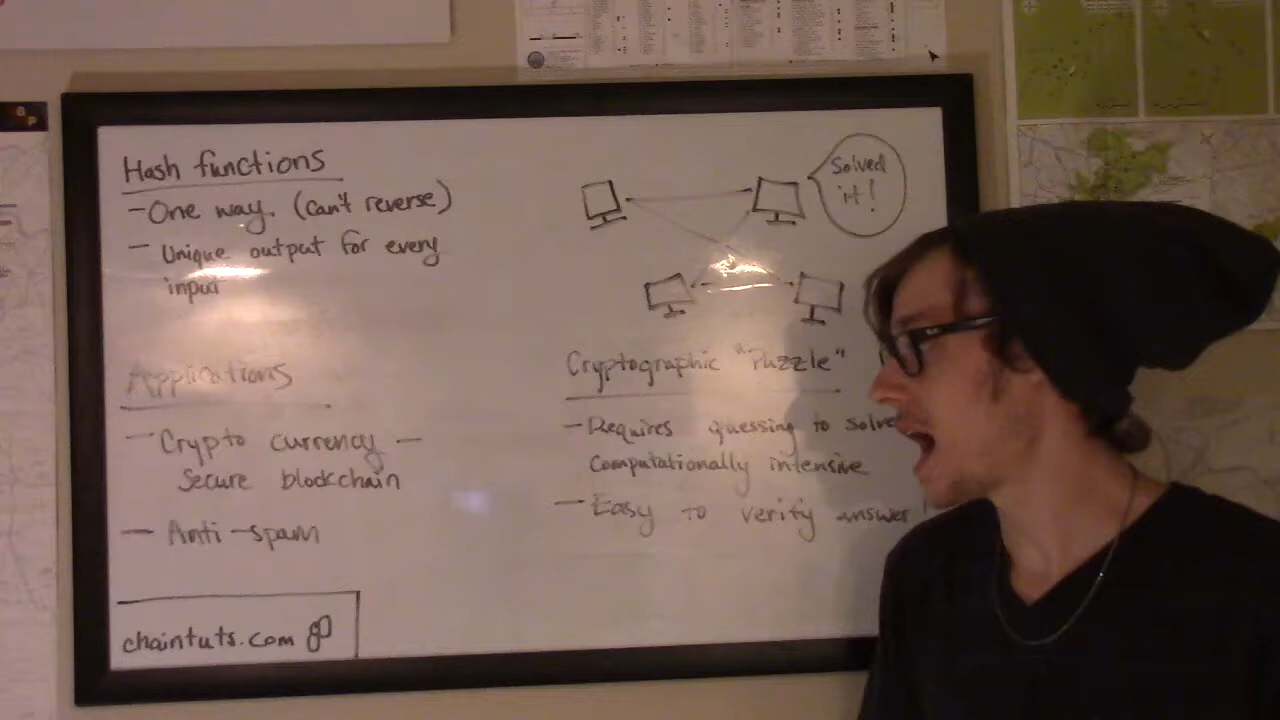 Hash functions
- One way. (Can't reverse)
- Unique output for every
input
Applications
- Crypto currency -
Secure blockchain
- Anti-spam
chaintuts.com
Solved
it!
Cryptographic "Puzzle"
- Requires guessing to solve
Computationally intensive
- Easy to verify answer